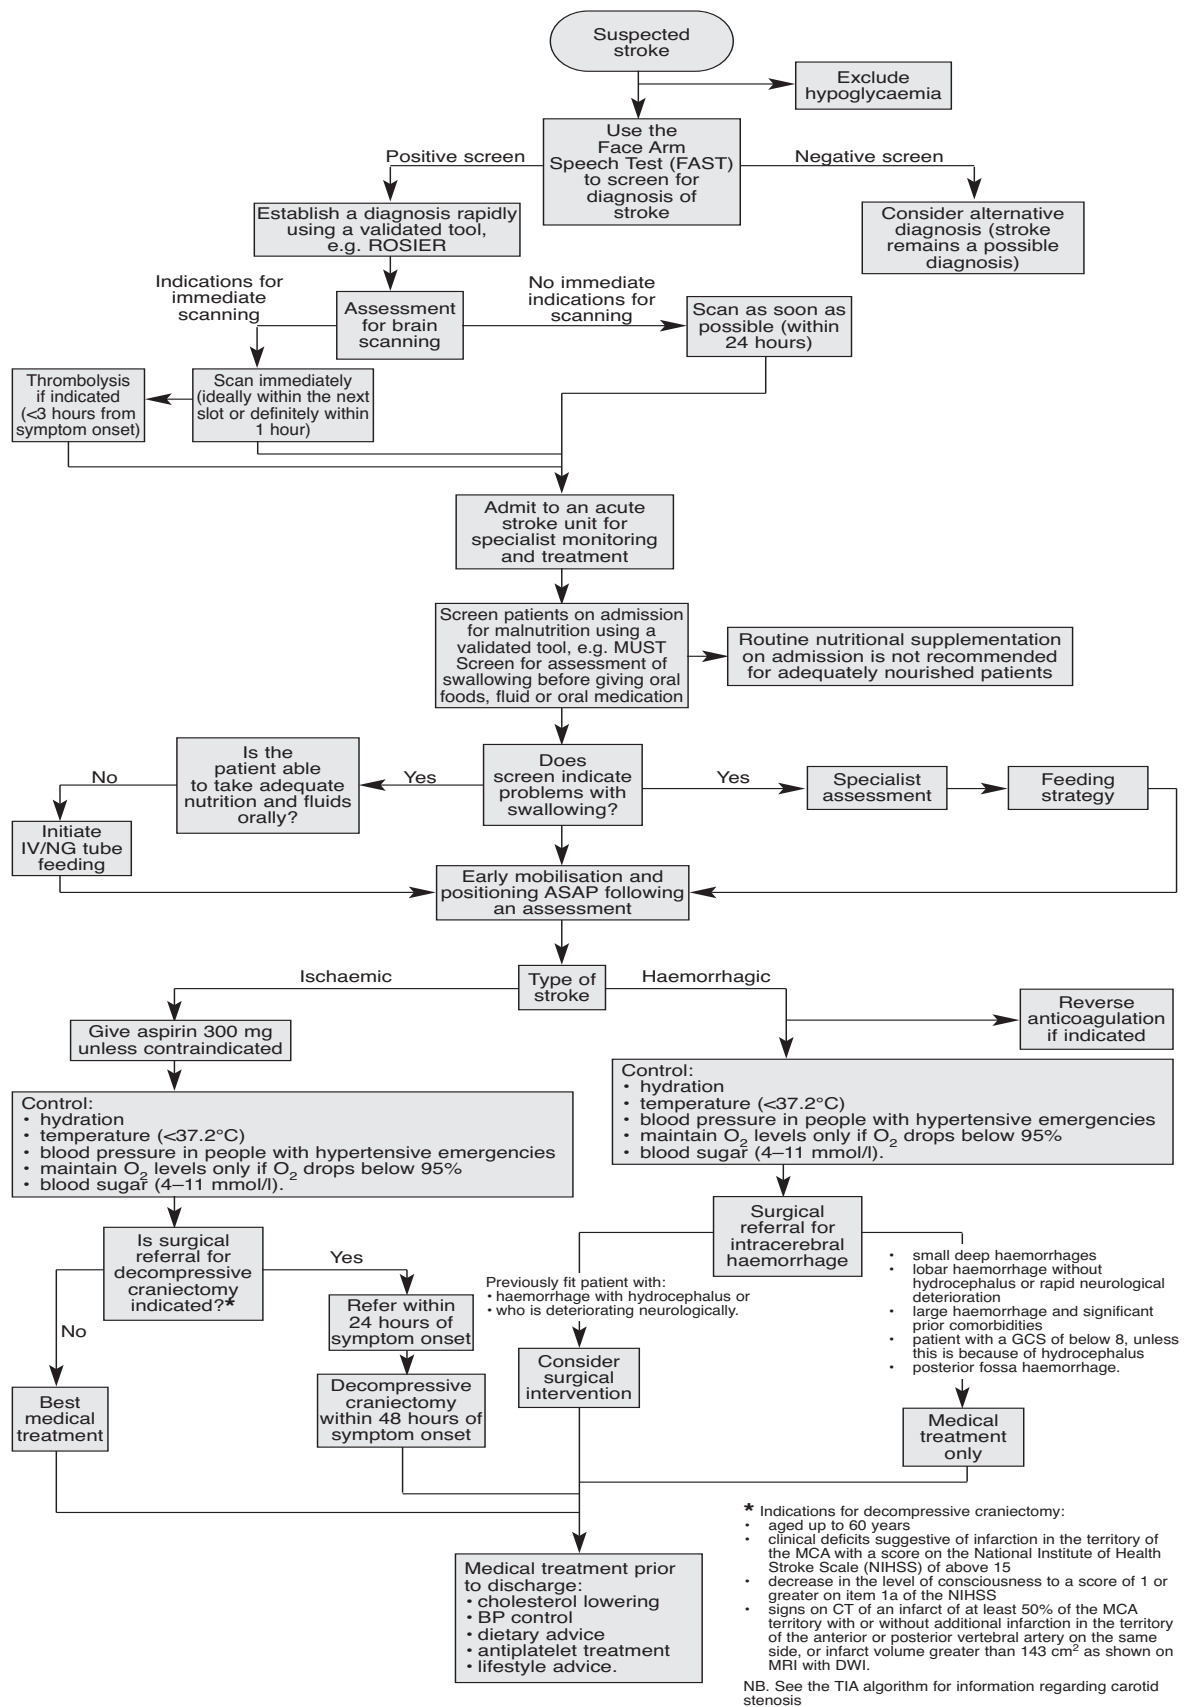 Suspected
stroke
Exclude
hypoglycaemia
Use the
Face Arm
Speech Test (FAST)
to screen for
diagnosis of
stroke
Positive screen
Negative screen
Establish a diagnosis rapidly
using a validated tool,
e.g. ROSIER
Consider alternative
diagnosis (stroke
remains a possible
diagnosis)
Indications for
immediate
scanning
Assessment
for brain
scanning
No immediate
indications for
scanning
Scan as soon as
possible (within
24 hours)
Thrombolysis
if indicated
(<3 hours from
symptom onset)
Scan immediately
(ideally within the next
slot or definitely within
1 hour)
Admit to an acute
stroke unit for
specialist monitoring
and treatment
Screen patients on admission
for malnutrition using a
validated tool, e.g. MUST
Screen for assessment of
swallowing before giving oral
foods, fluid or oral medication
Routine nutritional supplementation
on admission is not recommended
for adequately nourished patients
No
Is the
patient able
to take adequate
nutrition and fluids
orally?
Yes
Does
screen indicate
problems with
swallowing?
Yes
Specialist
assessment
Feeding
strategy
Initiate
IV/NG tube
feeding
Early mobilisation and
positioning ASAP following
an assessment
Ischaemic
Type of
stroke
Haemorrhagic
Give aspirin 300 mg
unless contraindicated
Reverse
anticoagulation
if indicated
Control:
• hydration
• temperature (<37.2°C)
• blood pressure in people with hypertensive emergencies
• maintain O2 levels only if O2 drops below 95%
• blood sugar (4–11 mmol/l).
Control:
• hydration
• temperature (<37.2°C)
• blood pressure in people with hypertensive emergencies
• maintain O2 levels only if O2 drops below 95%
• blood sugar (4–11 mmol/l).
Is surgical
referral for
decompressive
craniectomy
indicated?*
Yes
No
Refer within
24 hours of
symptom onset
Decompressive
craniectomy
within 48 hours of
symptom onset
Best
medical
treatment
Surgical
referral for
intracerebral
haemorrhage
Previously fit patient with:
• haemorrhage with hydrocephalus or
• who is deteriorating neurologically.
Consider
surgical
intervention
• small deep haemorrhages
• lobar haemorrhage without
hydrocephalus or rapid neurological
deterioration
• large haemorrhage and significant
prior comorbidities
• patient with a GCS of below 8, unless
this is because of hydrocephalus
• posterior fossa haemorrhage.
Medical
treatment
only
Medical treatment prior
to discharge:
• cholesterol lowering
• BP control
• dietary advice
• antiplatelet treatment
• lifestyle advice.
* Indications for decompressive craniectomy:
• aged up to 60 years
• clinical deficits suggestive of infarction in the territory of
the MCA with a score on the National Institute of Health
Stroke Scale (NIHSS) of above 15
• decrease in the level of consciousness to a score of 1 or
greater on item 1a of the NIHSS
• signs on CT of an infarct of at least 50% of the MCA
territory with or without additional infarction in the territory
of the anterior or posterior vertebral artery on the same
side, or infarct volume greater than 143 cm² as shown on
MRI with DWI.
NB. See the TIA algorithm for information regarding carotid
stenosis